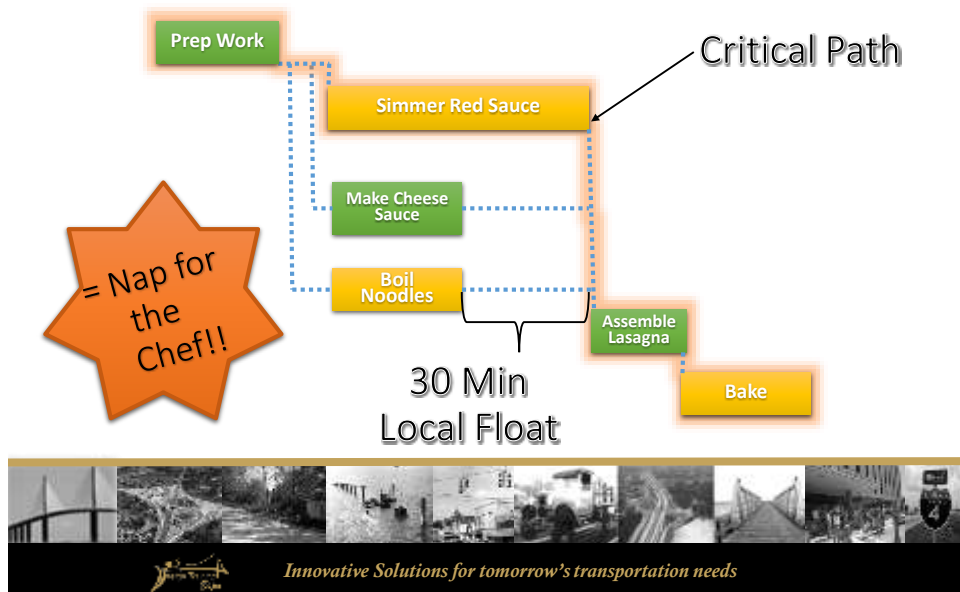 Prep Work
Critical Path
Simmer Red Sauce
Make Cheese
Sauce
= Nap for
the
Chef!!
Boil
Noodles
Assemble
Lasagna
30 Min
Local Float
Bake
4
Innovative Solutions for tomorrow's transportation needs